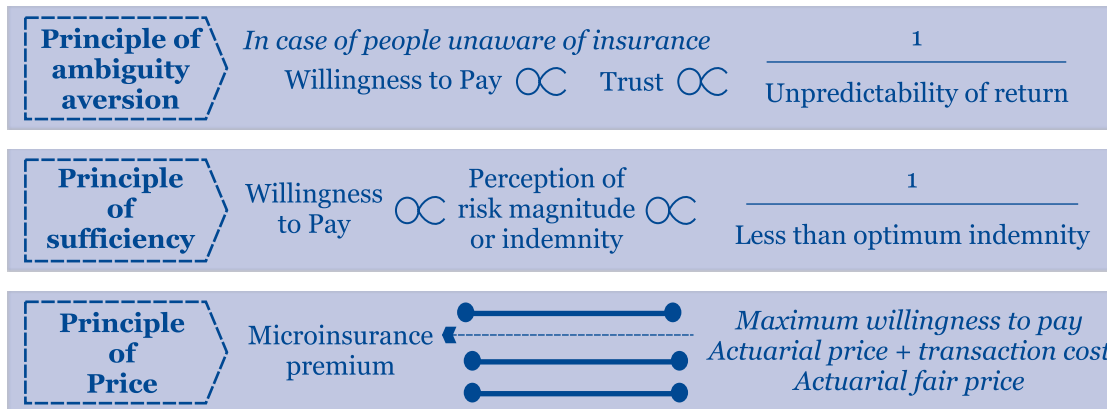 Principle of
ambiguity
aversion
In case of people unaware of insurance
Willingness to Pay ∝ Trust ∝
1
Unpredictability of return
Principle
of
sufficiency
Willingness
to Pay
∝
Perception of
risk magnitude
or indemnity
∝
1
Less than optimum indemnity
Principle
of
Price
Microinsurance
premium
Maximum willingness to pay
Actuarial price + transaction cost
Actuarial fair price